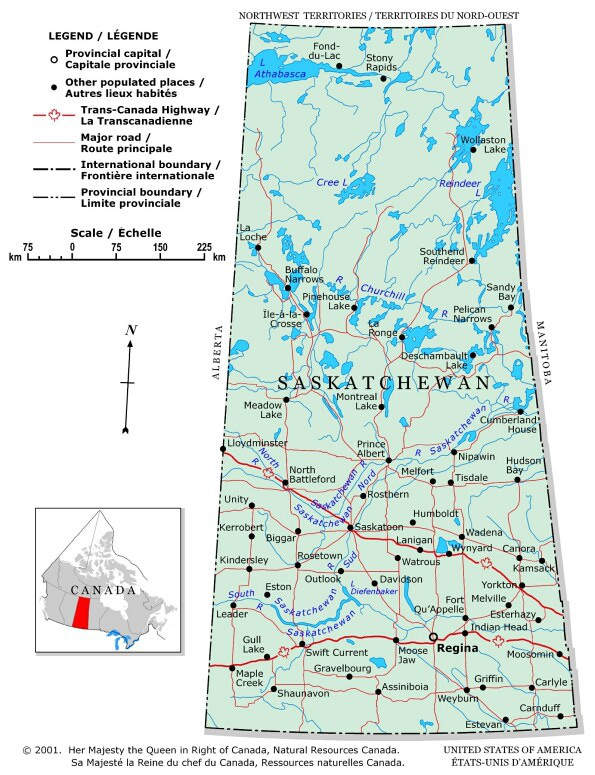 NORTHWEST TERRITORIES / TERRITOIRES DU NORD-OUEST
LEGEND / LÉGENDE
Provincial capital /
Capitale provinciale
Other populated places /
Autres lieux habités
Trans-Canada Highway /
La Transcanadienne
Major road /
Route principale
International boundary /
Frontière internationale
Provincial boundary /
Limite provinciale
Scale / Échelle
75 0 75 150 225
km km
N
Fond-
du-Lac
Stony
Rapids
L
Athabasca
Wollaston
Lake
Cree L
Reindeer
L
La
Loche
Southend
Reindeer
Buffalo
Narrows
R Churchill
R
Pinehouse
Lake
Sandy
Bay
Île-à-la-
Crosse
Pelican
Narrows
La
Ronge
Deschambault
Lake
ALBERTA
MANITOBA
SASKATCHEWAN
Meadow
Lake
Montreal
Lake
Cumberland
House
R Saskatchewan R
Lloydminster
North
R
Saskatchewan R
Saskatchewan Nord
Prince
Albert
Nipawin
North
Battleford
Melfort
Tisdale
Hudson
Bay
Rosthern
Unity
Humboldt
Saskatoon
Kerrobert
Biggar
Lanigan
Wadena
Wynyard
Canora
Kamsack
Kindersley
Rosetown
Watrous
Outlook
R Sud
Davidson
Yorkton
Eston
L
Diefenbaker
South
R
Saskatchewan
Saskatchewan
Leader
Fort
Qu'Appelle
Melville
Esterhazy
Indian Head
Regina
Gull
Lake
Swift Current
Moose
Jaw
Moosomin
Maple
Creek
Gravelbourg
Shaunavon
Assiniboia
Griffin
Weyburn
Carlyle
Carnduff
Estevan
CANADA
© 2001. Her Majesty the Queen in Right of Canada, Natural Resources Canada.
Sa Majesté la Reine du chef du Canada, Ressources naturelles Canada.
UNITED STATES OF AMERICA
ÉTATS-UNIS D'AMÉRIQUE